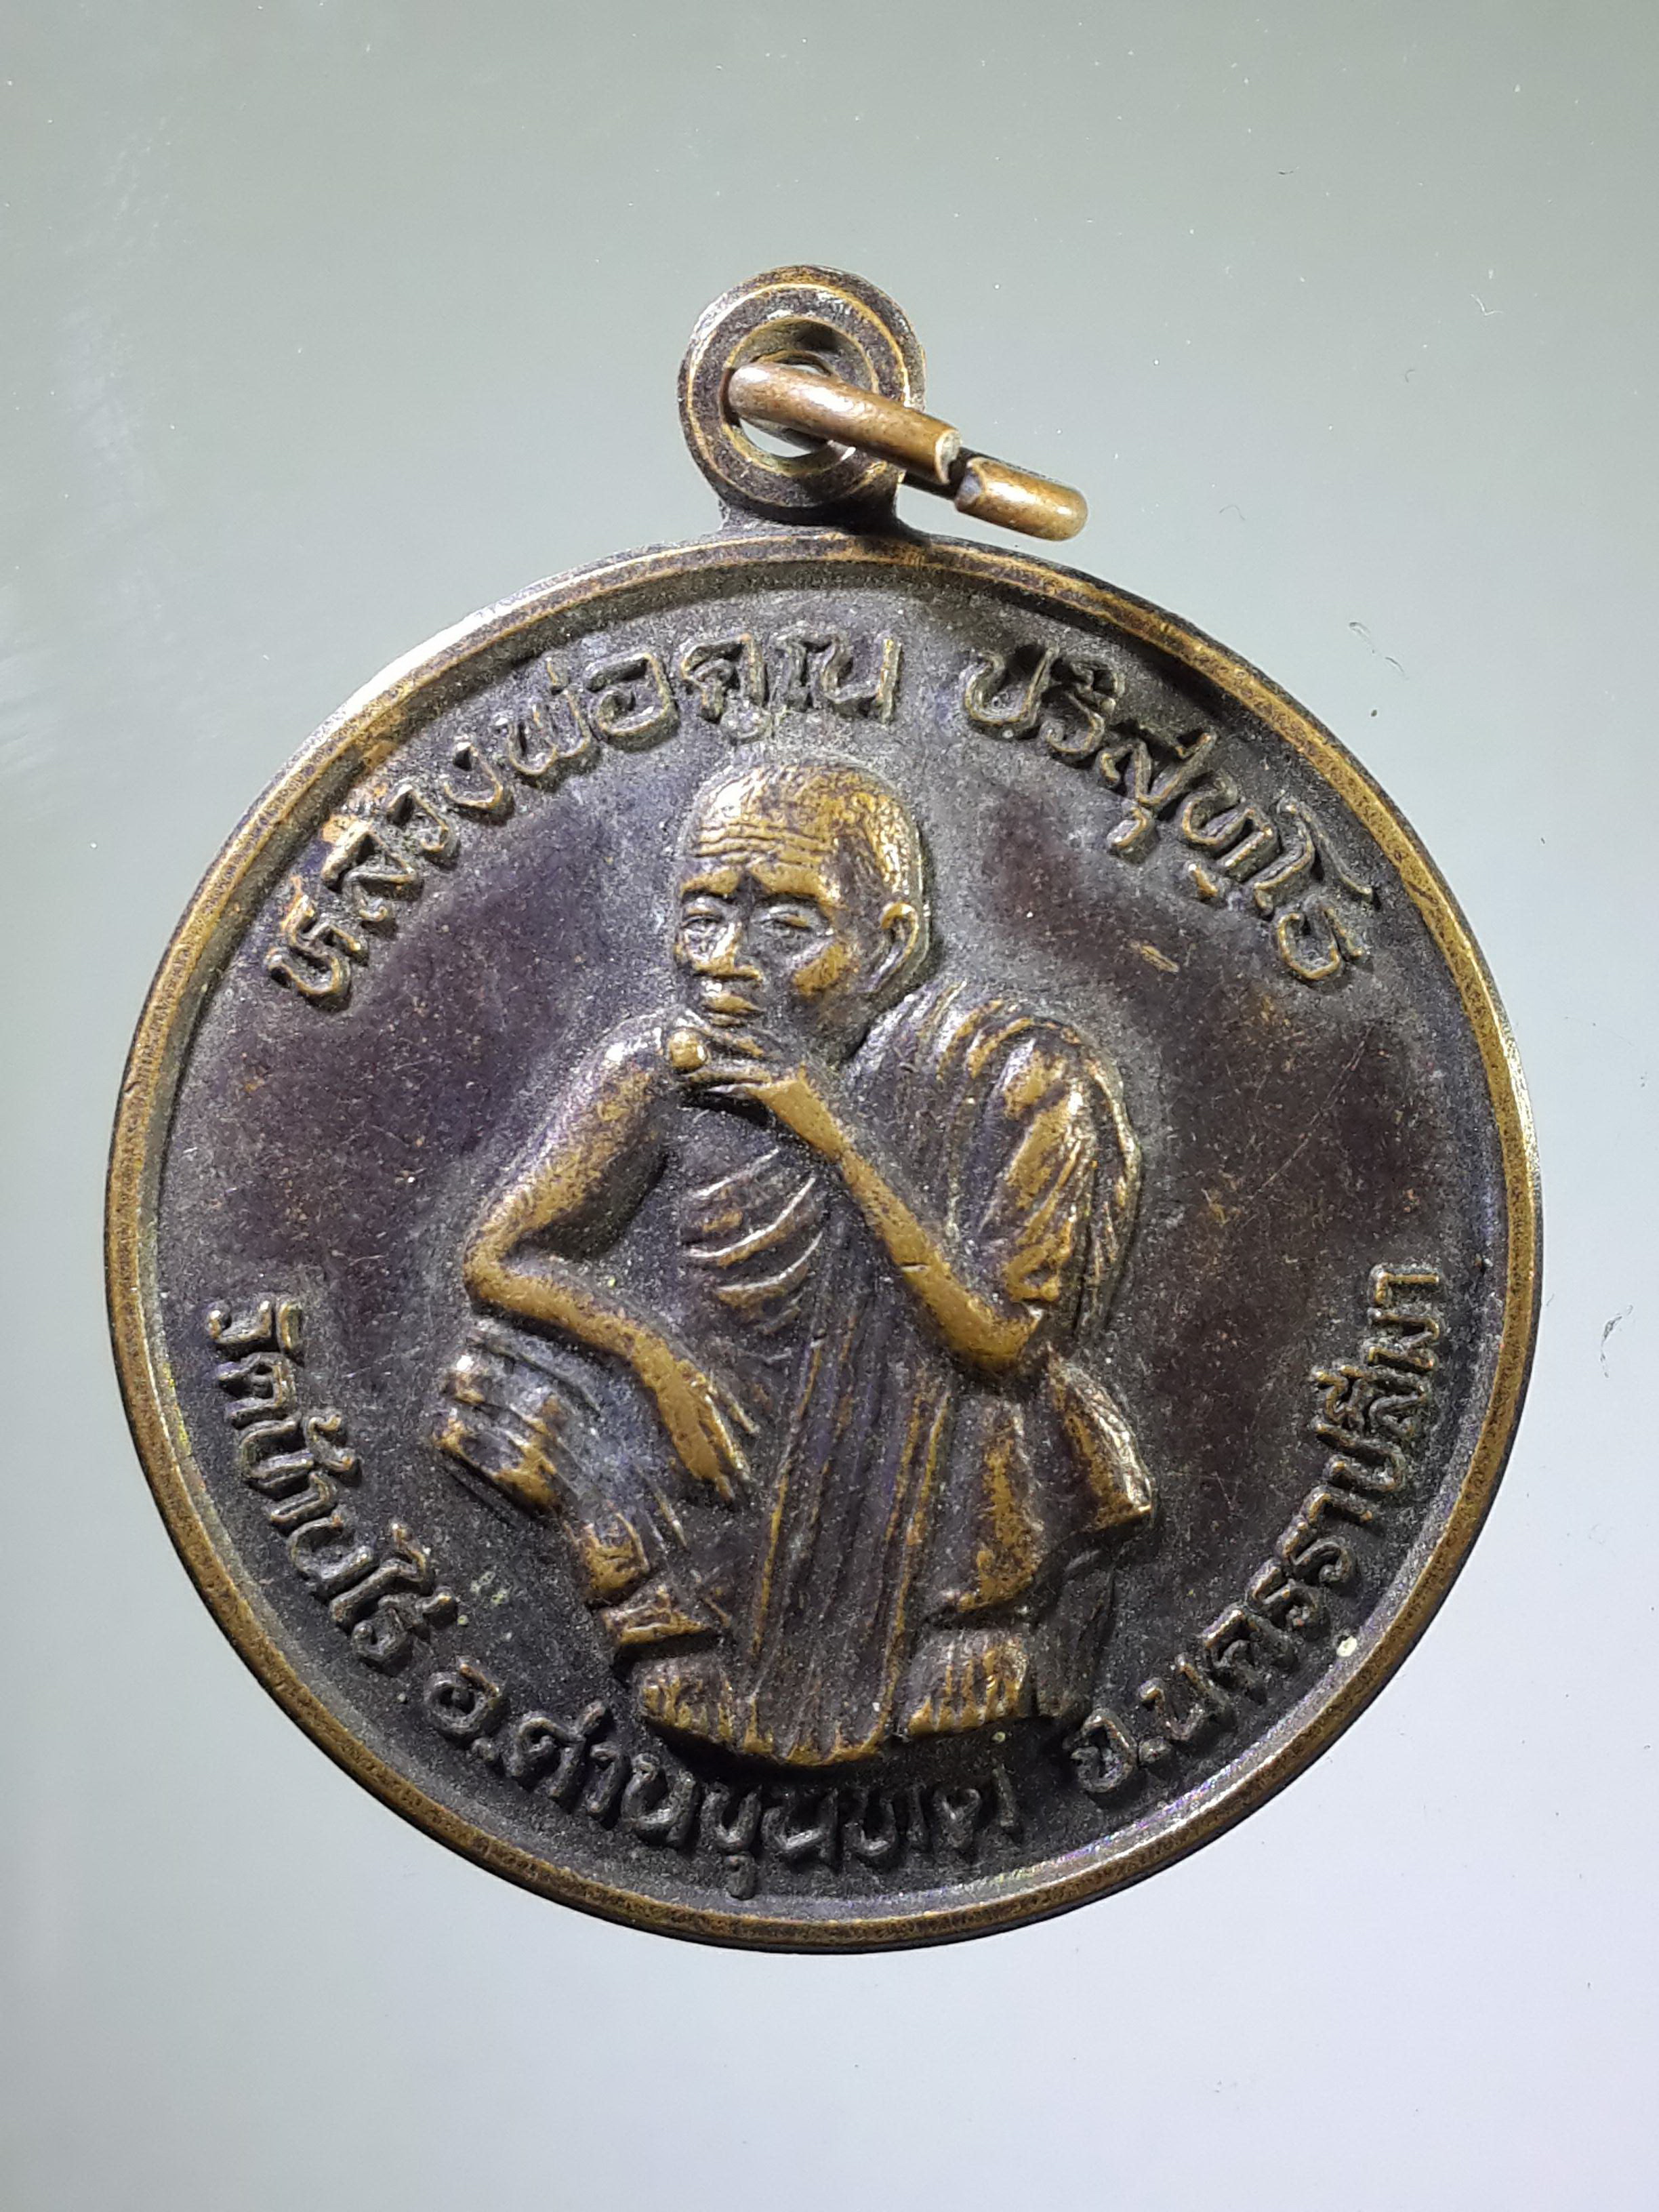 หลวงพ่อคูณ ปริสุทฺโธ
วัดบ้านไร่ อ.ด่านขุนทด จ.นครราชสีมา